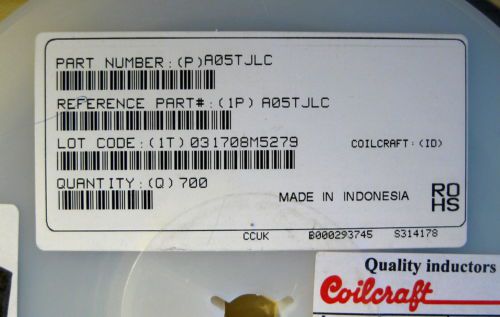 PART NUMBER:(P)A05TJLC
REFERENCE PART#:(1P) A05TJLC
LOT CODE:(1T)031708M5279 COILCRAFT:(ID)
QUANTITY:(Q)700
MADE IN INDONESIA
RO
HS
CCUK B000293745 S314178
Quality inductors
Coilcraft